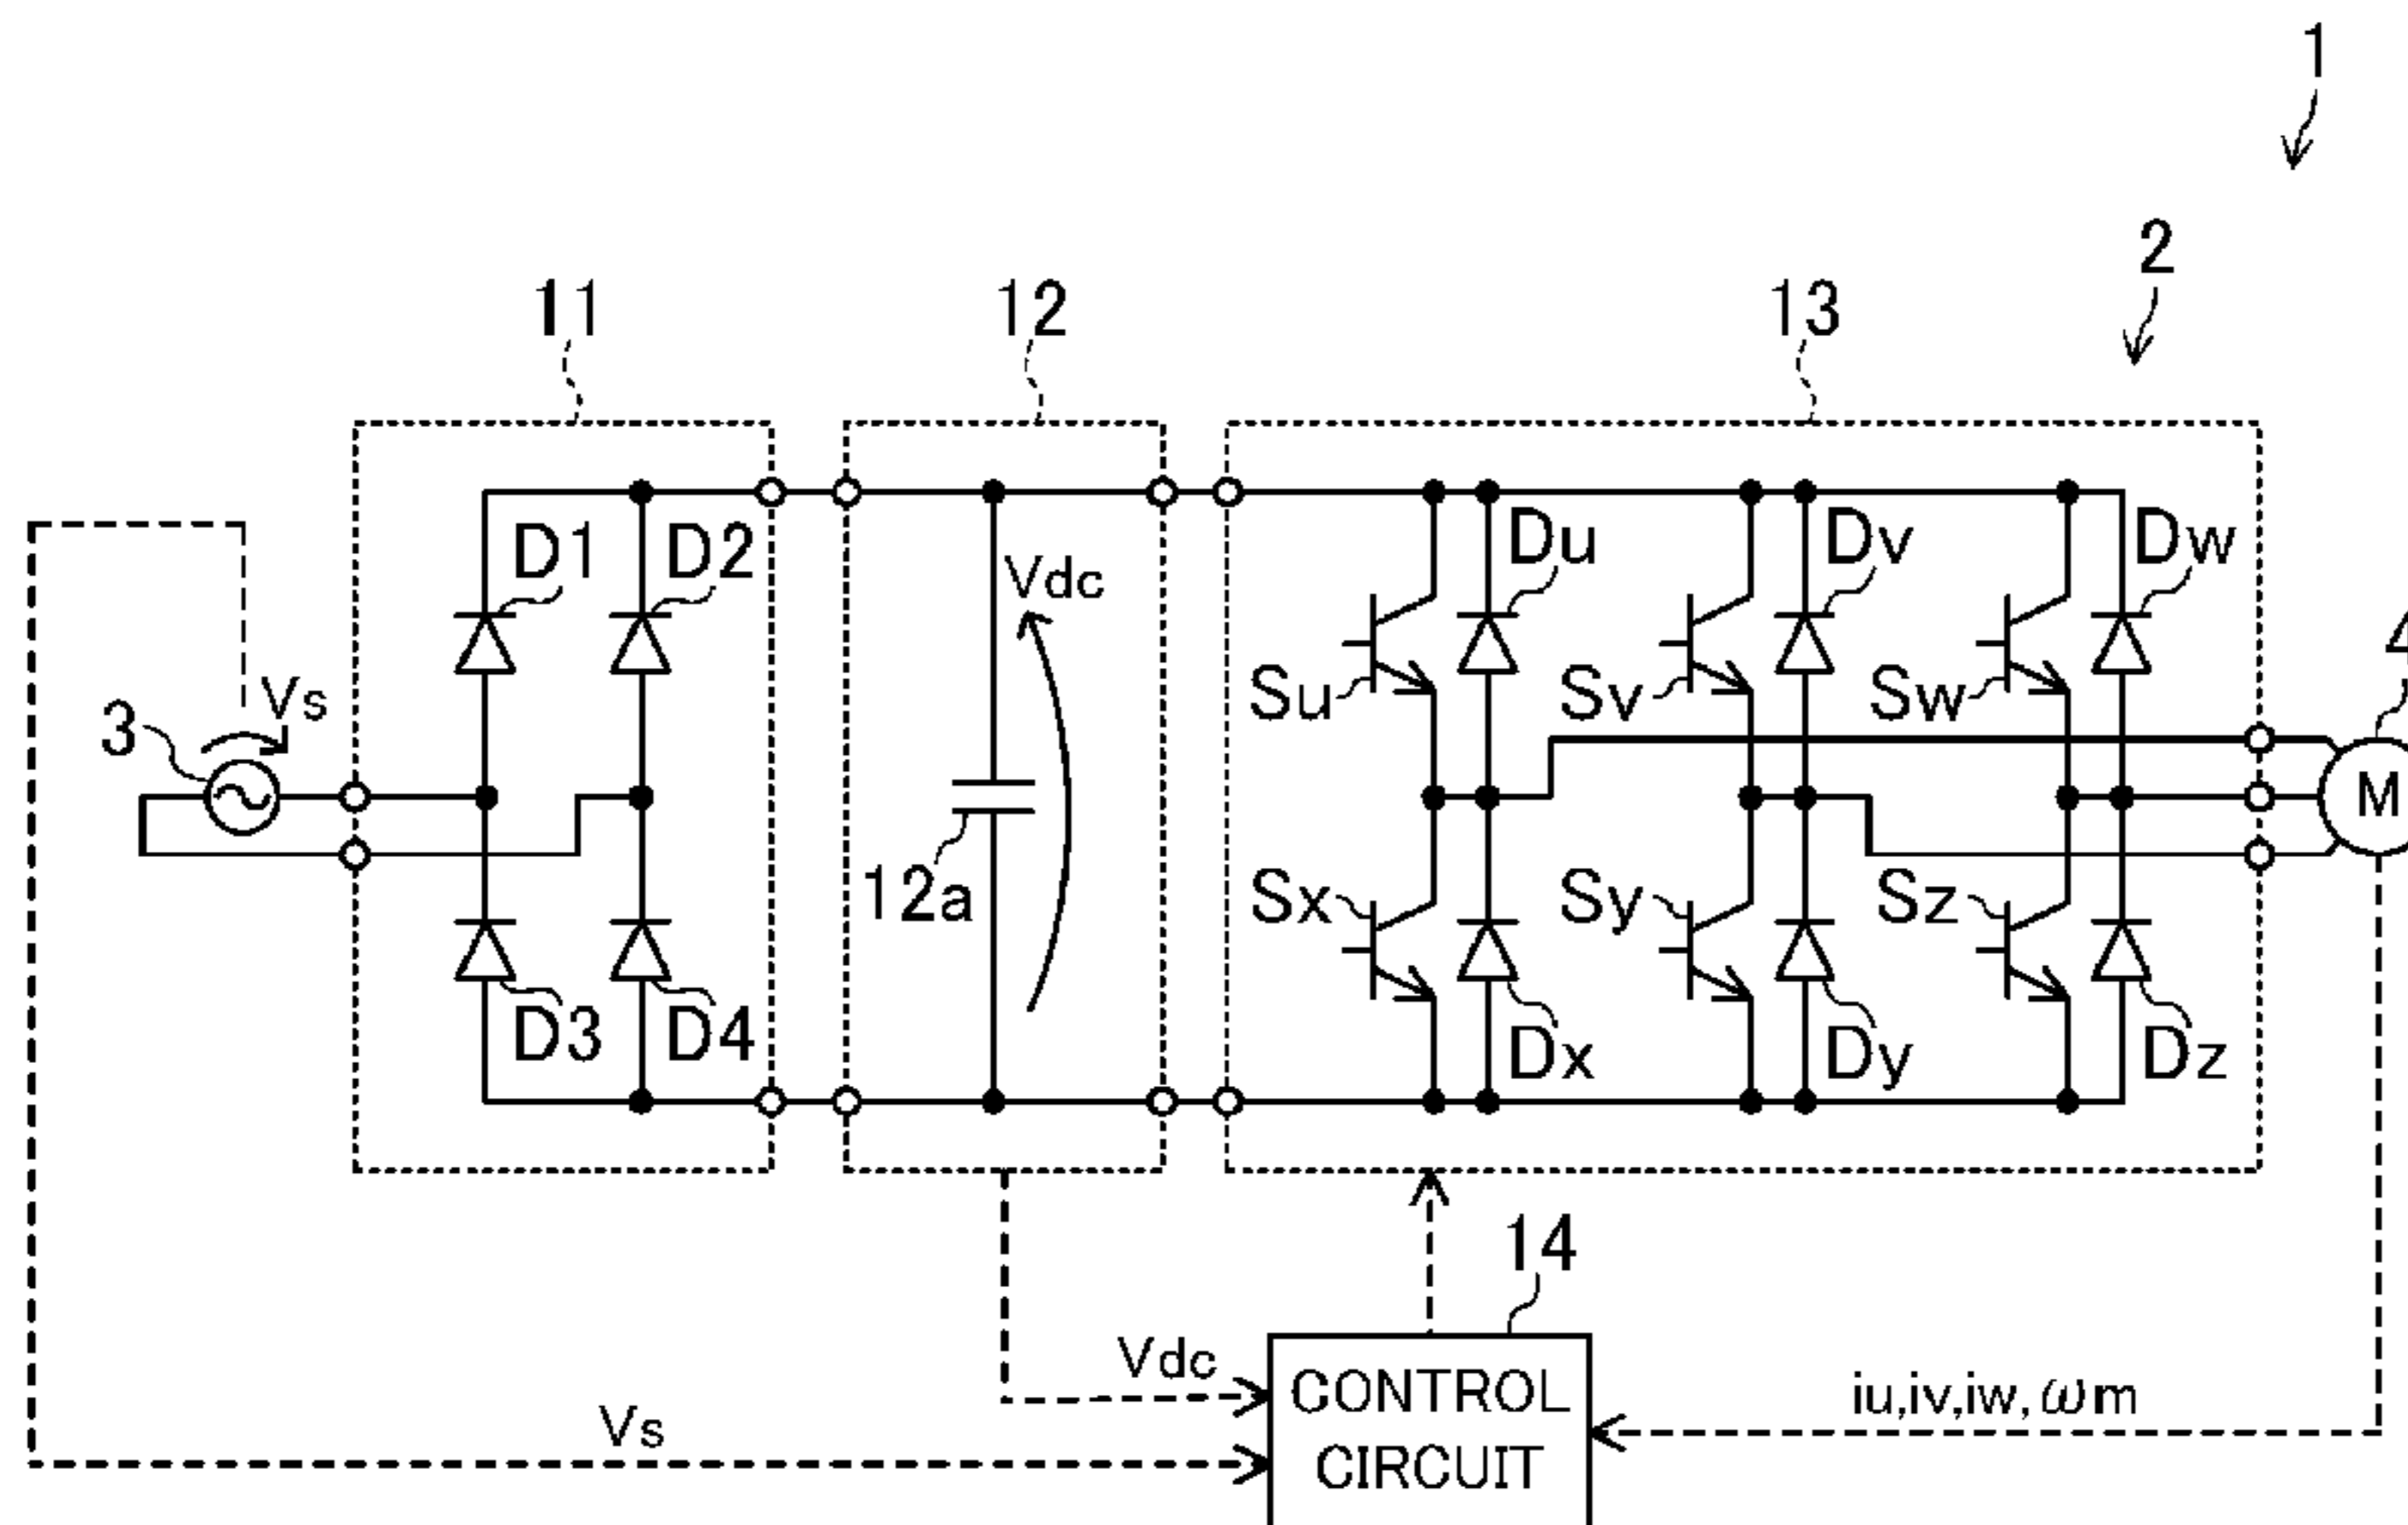 1
2
11
12
13
D1
D2
Vdc
Du
Dv
Dw
3
Vs
Su
Sv
Sw
M
12a
Sx
Sy
Sz
D3
D4
Dx
Dy
Dz
14
Vdc
CONTROL
CIRCUIT
iu,iv,iw,ωm
Vs